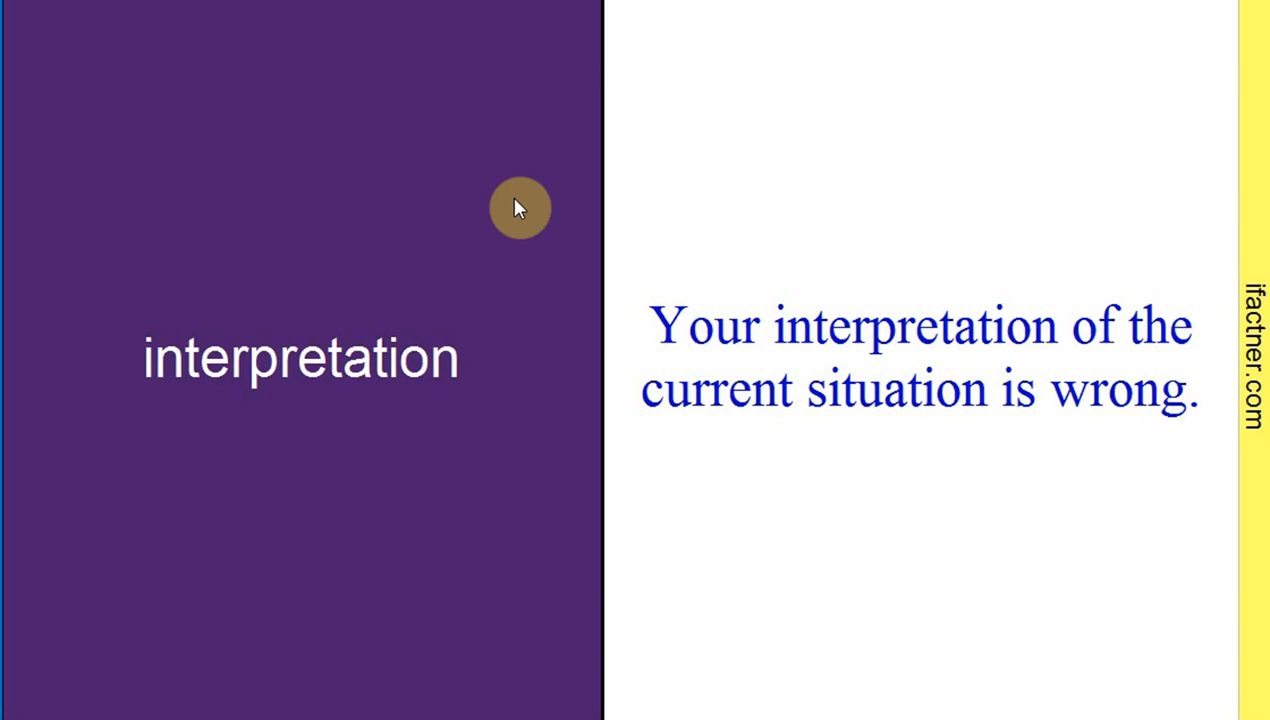 interpretation
Your interpretation of the
current situation is wrong.
ifactner.com